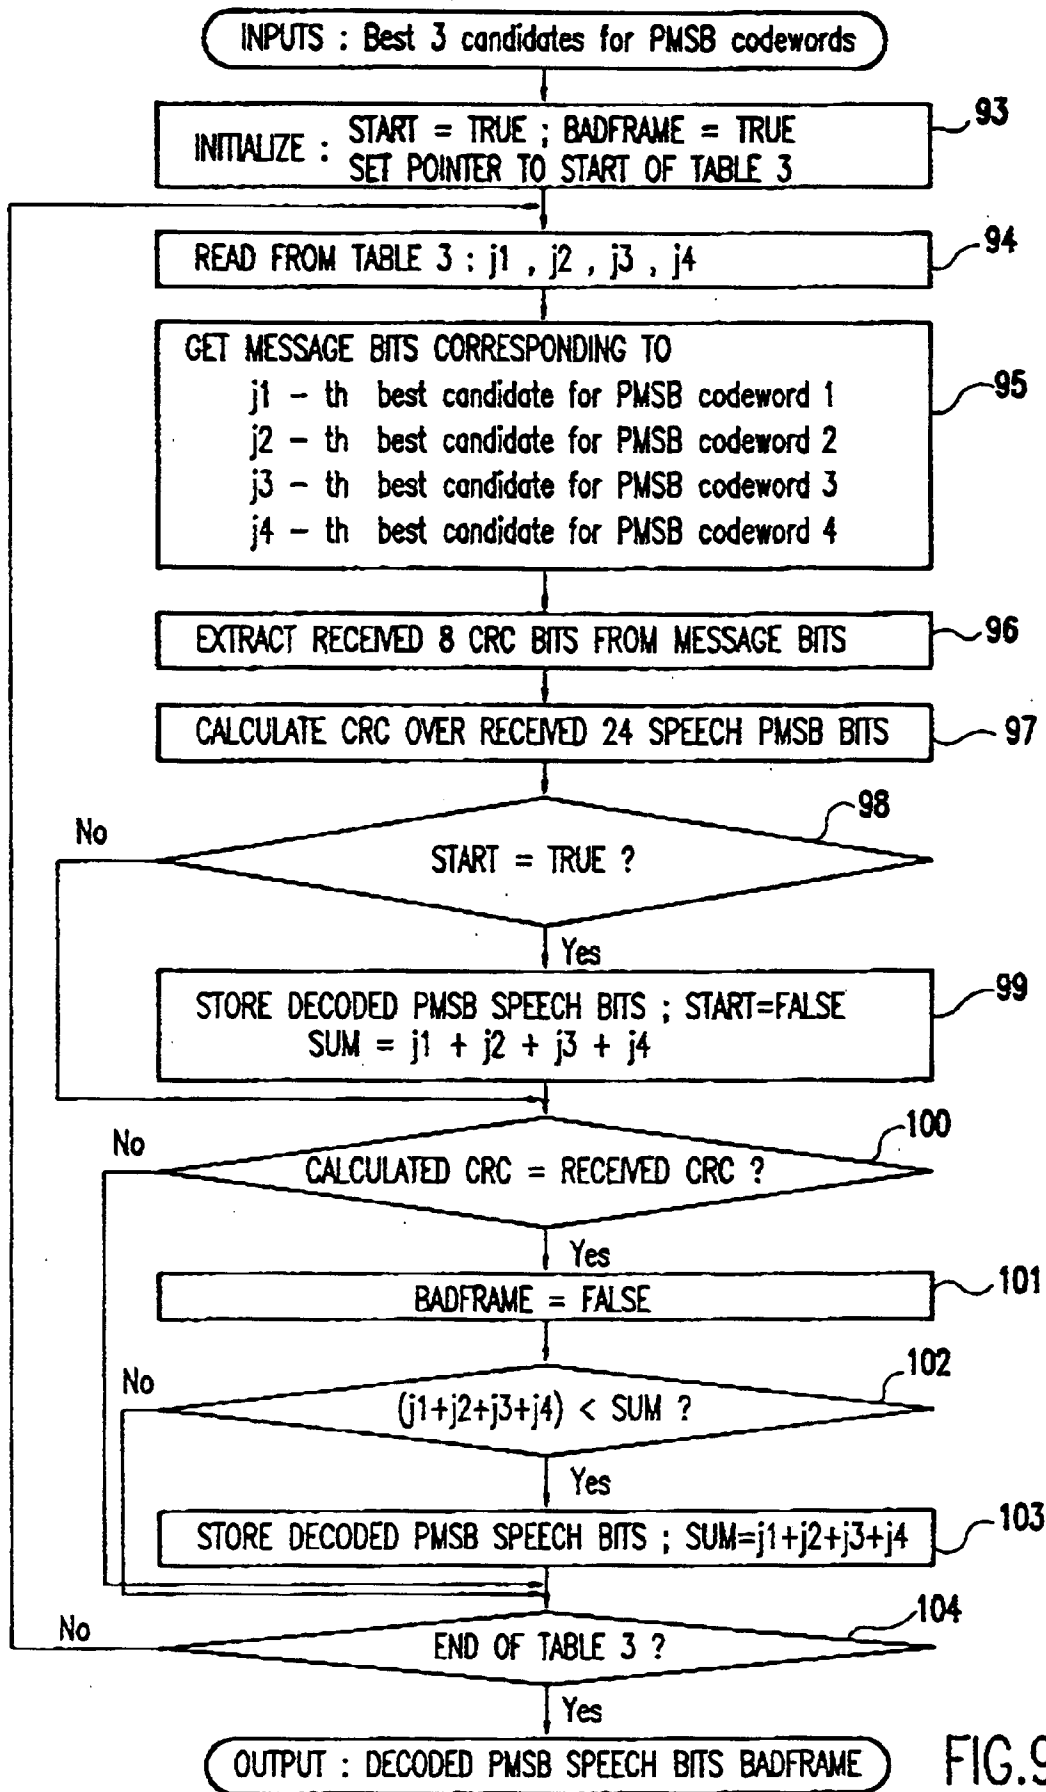 INPUTS : Best 3 candidates for PMSB codewords
93
INITIALIZE : START = TRUE ; BADFRAME = TRUE
SET POINTER TO START OF TABLE 3
94
READ FROM TABLE 3 : j1 , j2 , j3 , j4
GET MESSAGE BITS CORRESPONDING TO
95
j1 - th best candidate for PMSB codeword 1
j2 - th best candidate for PMSB codeword 2
j3 - th best candidate for PMSB codeword 3
j4 - th best candidate for PMSB codeword 4
EXTRACT RECEIVED 8 CRC BITS FROM MESSAGE BITS
96
CALCULATE CRC OVER RECEIVED 24 SPEECH PMSB BITS
97
98
No
START = TRUE ?
Yes
99
STORE DECODED PMSB SPEECH BITS ; START=FALSE
SUM = j1 + j2 + j3 + j4
100
No
CALCULATED CRC = RECEIVED CRC ?
Yes
101
BADFRAME = FALSE
102
No
(j1+j2+j3+j4) < SUM ?
Yes
103
STORE DECODED PMSB SPEECH BITS ; SUM=j1+j2+j3+j4
104
No
END OF TABLE 3 ?
Yes
OUTPUT : DECODED PMSB SPEECH BITS BADFRAME
FIG.9